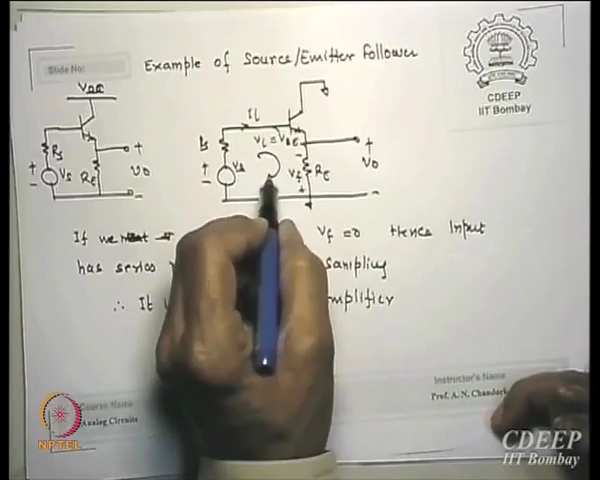 Slide No:
Example of Source/Emitter Follower
CDEEP
IIT Bombay
VDD
Rs
Vs
RE
+
-
+
VO
-
Ii
Rs
Vi = VBE
+
Vs
-
-
Vf
+
RE
+
VO
-
If we Vf = 0 Hence Input
has series sampling
∴ It
Instructor's Name
Prof. A. N. Chandork
Course Name
Analog Circuits
NPTEL
CDEEP
IIT Bombay